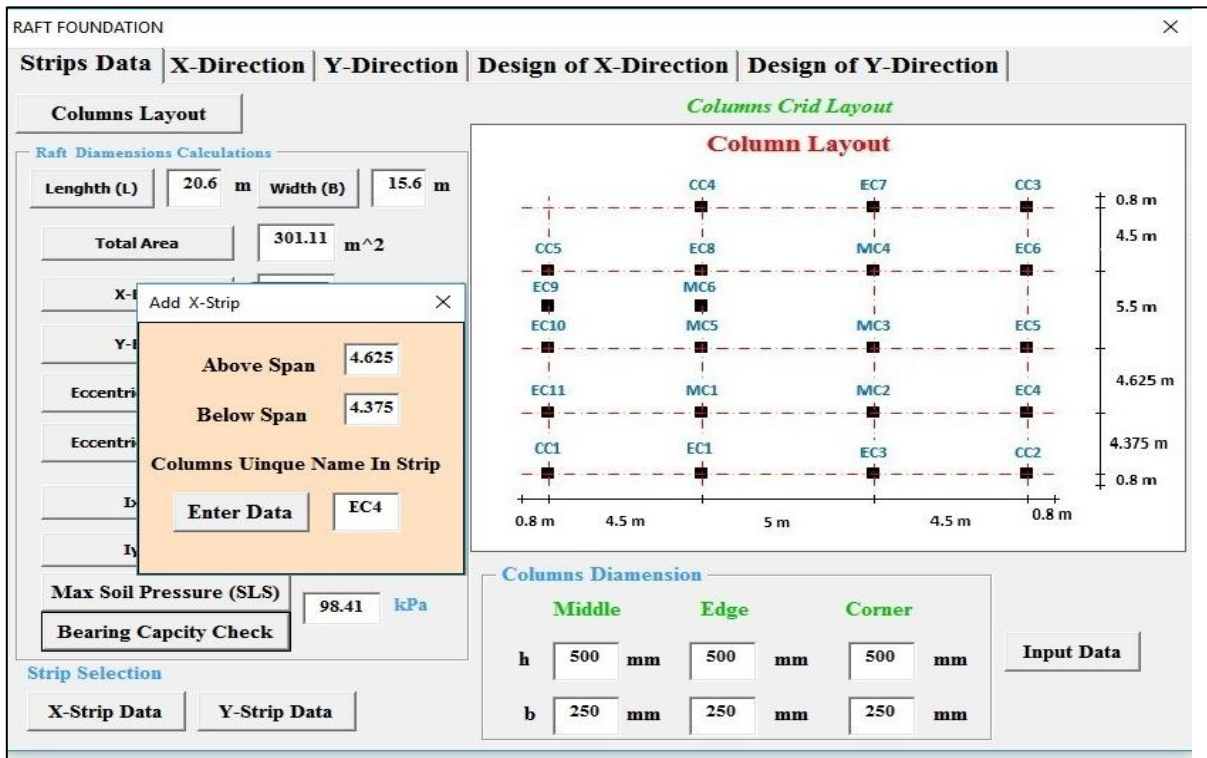 RAFT FOUNDATION
Strips Data X-Direction Y-Direction Design of X-Direction Design of Y-Direction
Columns Layout
Raft Diamensions Calculations
Lenghth (L) 20.6 m Width (B) 15.6 m
Total Area 301.11 m^2
X-
Y-
Eccentri
Eccentri
Ix
Iy
Max Soil Pressure (SLS)
98.41 kPa
Bearing Capcity Check
Strip Selection
X-Strip Data Y-Strip Data
Add X-Strip
Above Span 4.625
Below Span 4.375
Columns Uinque Name In Strip
Enter Data EC4
Columns Crid Layout
Column Layout
CC4 EC7 CC3
0.8 m
4.5 m
CC5 EC8 MC4 EC6
EC9 MC6
5.5 m
EC10 MC5 MC3 EC5
4.625 m
EC11 MC1 MC2 EC4
4.375 m
CC1 EC1 EC3 CC2
0.8 m
0.8 m 4.5 m 5 m 4.5 m 0.8 m
Columns Diamension
Middle Edge Corner
h 500 mm 500 mm 500 mm
b 250 mm 250 mm 250 mm
Input Data